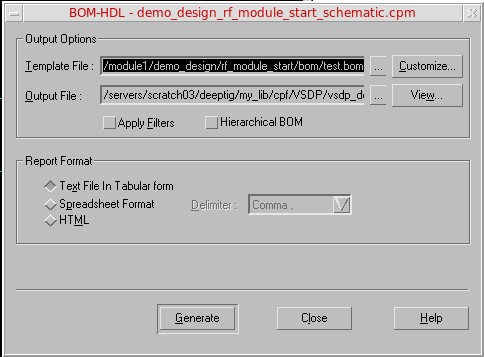 BOM-HDL - demo_design_rf_module_start_schematic.cpm
Output Options
Template File : /module1/demo_design/rf_module_start/bom/test.bom ... Customize...
Output File : /servers/scratch03/deeptig/my_lib/cpf/VSDP/vsdp_de ... View...
Apply Filters Hierarchical BOM
Report Format
Text File In Tabular form
Spreadsheet Format Delimiter : Comma ,
HTML
Generate Close Help